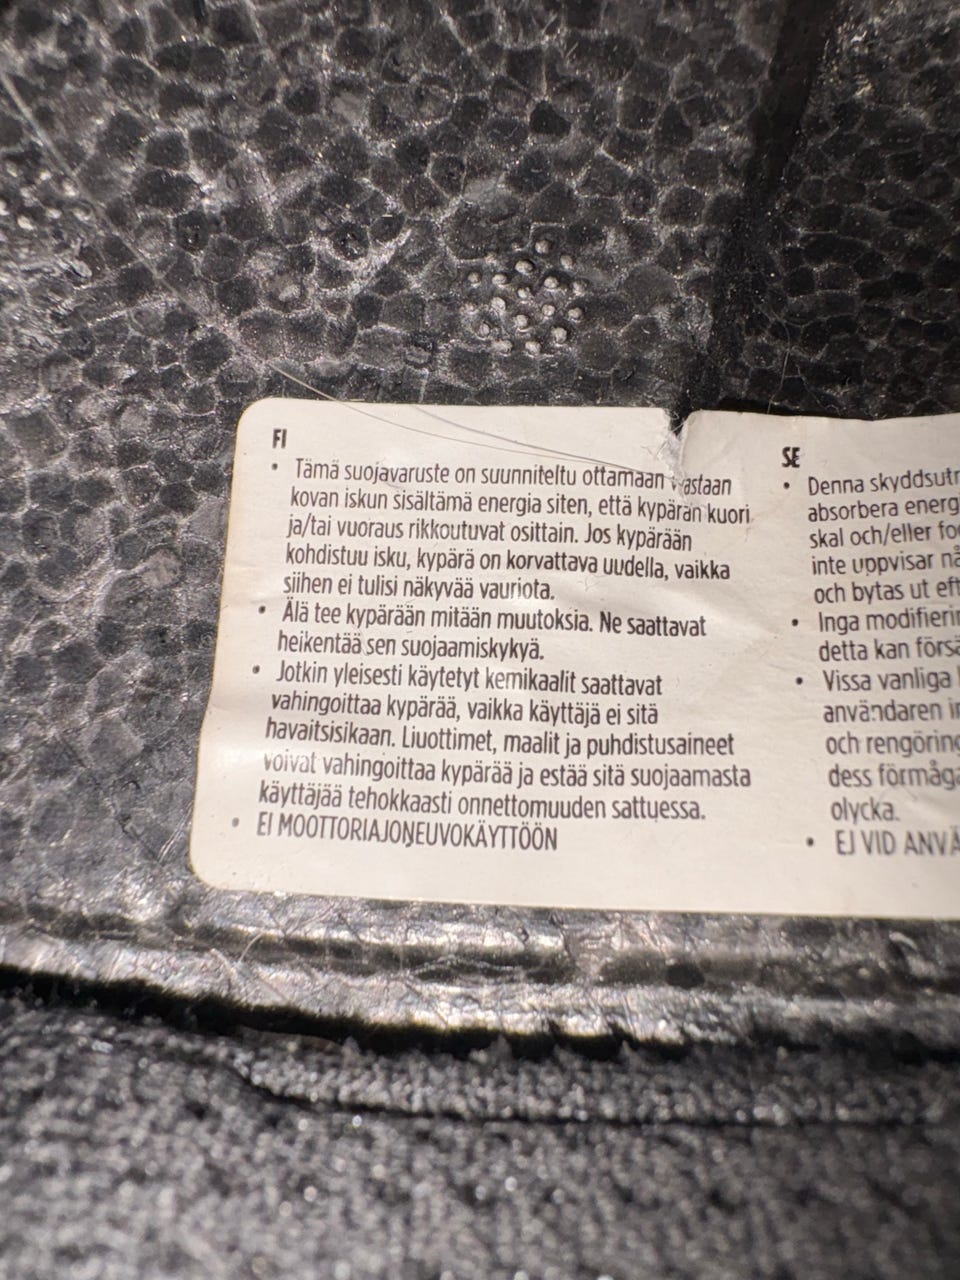 FI
• Tämä suojavaruste on suunniteltu ottamaan vastaan
kovan iskun sisältämä energia siten, että kypärän kuori
ja/tai vuoraus rikkoutuvat osittain. Jos kypärään
kohdistuu isku, kypärä on korvattava uudella, vaikka
siihen ei tulisi näkyvää vauriota.
• Älä tee kypärään mitään muutoksia. Ne saattavat
heikentää sen suojaamiskykyä.
• Jotkin yleisesti käytetyt kemikaalit saattavat
vahingoittaa kypärää, vaikka käyttäjä ei sitä
havaitsisikaan. Liuottimet, maalit ja puhdistusaineet
voivat vahingoittaa kypärää ja estää sitä suojaamasta
käyttäjää tehokkaasti onnettomuuden sattuessa.
• EI MOOTTORIAJONEUVOKÄYTTÖÖN
SE
• Denna skyddsutr
absorbera energ
skal och/eller fo
inte uppvisar nå
och bytas ut eft
• Inga modifierin
detta kan förs
• Vissa vanliga
användaren in
och rengöring
dess förmåga
olycka.
• EJ VID ANVÄ